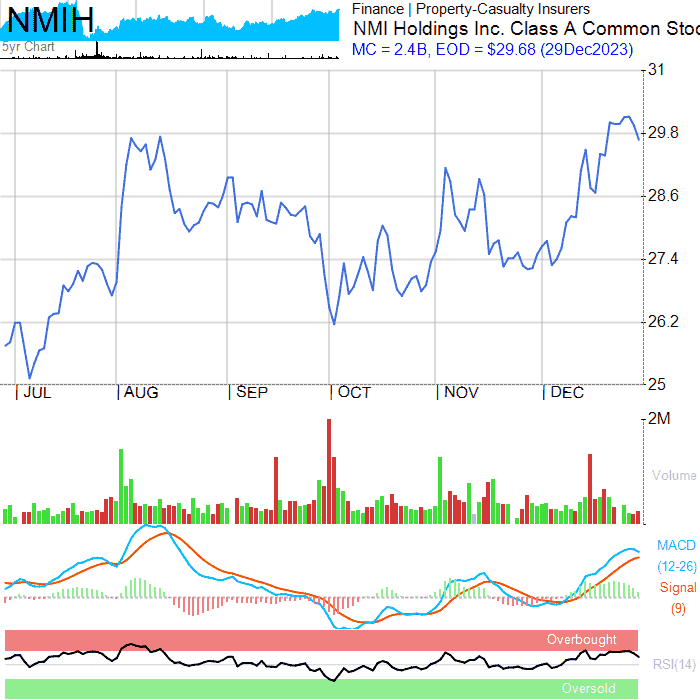 NMIH
5yr Chart
Finance | Property-Casualty Insurers
NMI Holdings Inc. Class A Common Stoc
MC = 2.4B, EOD = $29.68 (29Dec2023)
31
29.8
28.6
27.4
26.2
25
| JUL | AUG | SEP | OCT | NOV | DEC
2M
Volume
MACD
(12-26)
Signal
(9)
Overbought
RSI(14)
Oversold